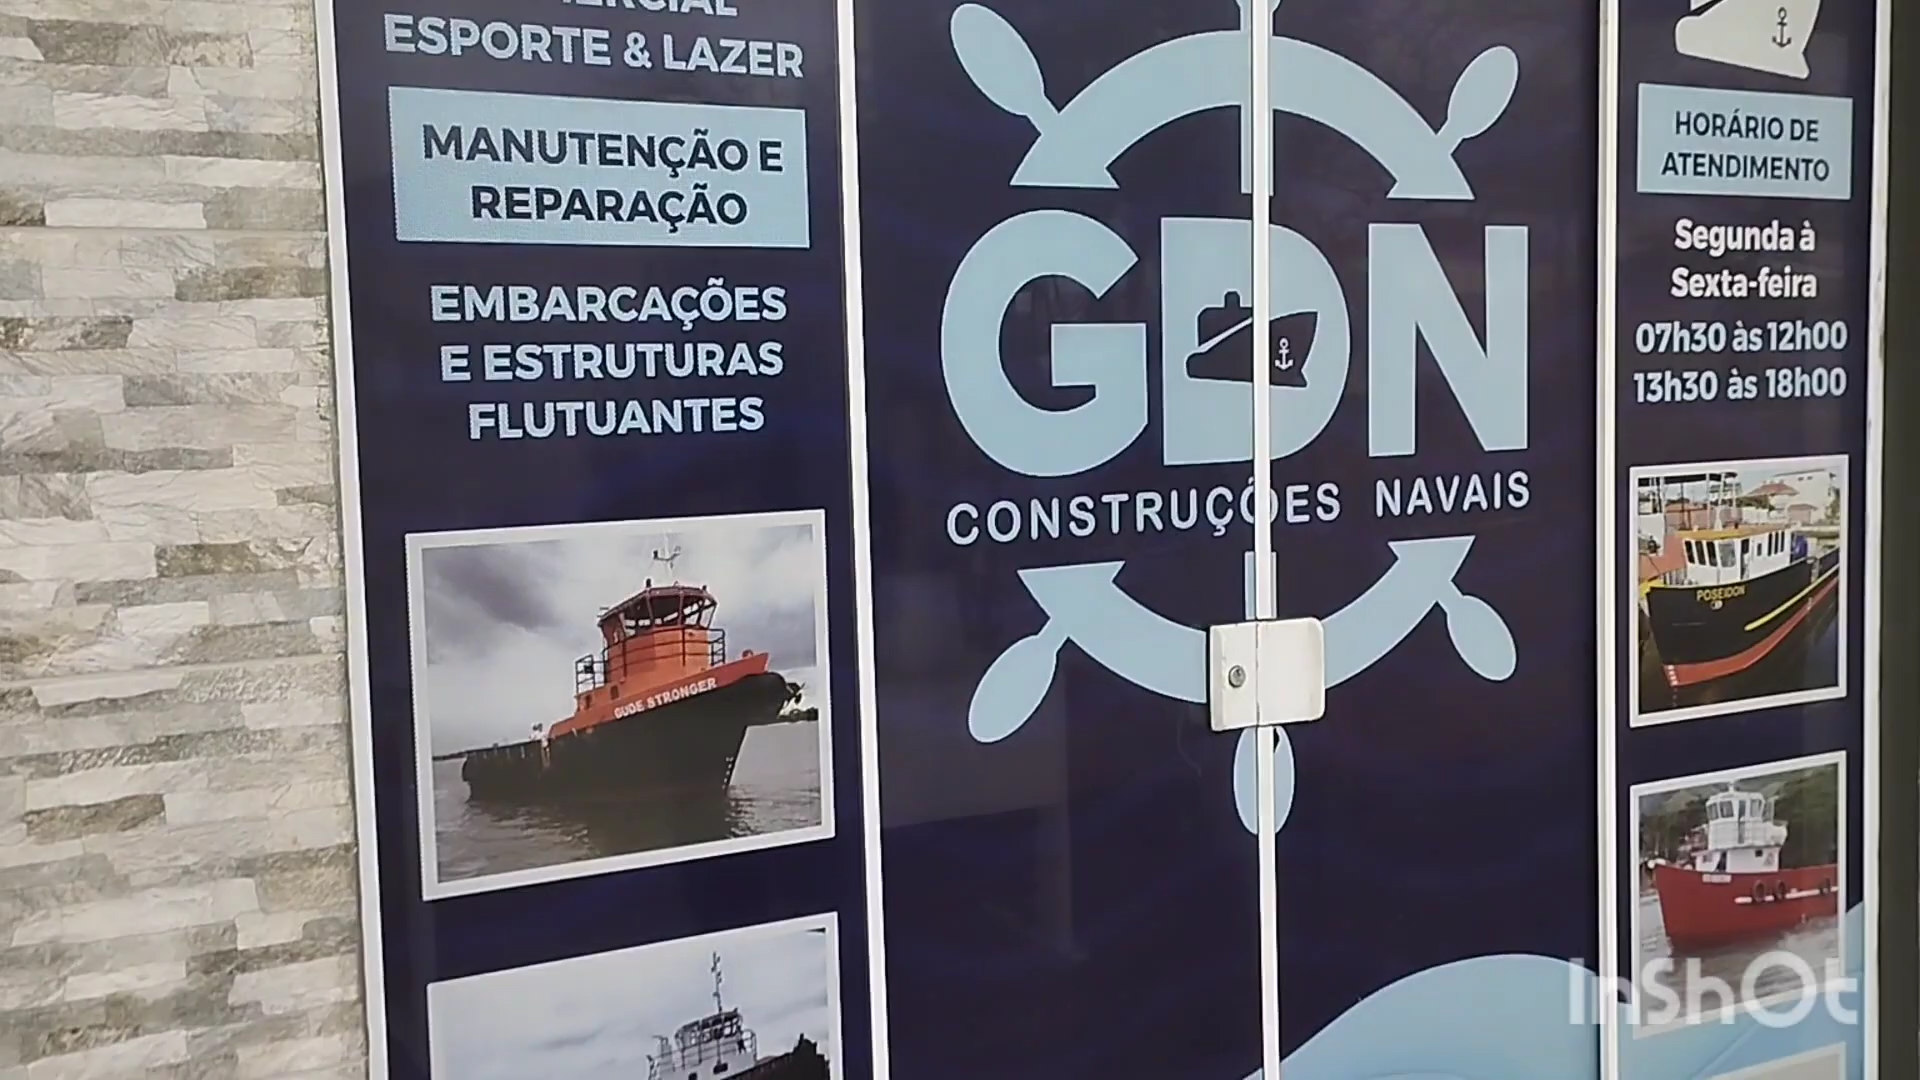 ESPORTE & LAZER
MANUTENÇÃO E
REPARAÇÃO
EMBARCAÇÕES
E ESTRUTURAS
FLUTUANTES
GUDE STRONGER
GDN
CONSTRUÇÕES NAVAIS
HORÁRIO DE
ATENDIMENTO
Segunda à
Sexta-feira
07h30 às 12h00
13h30 às 18h00
POSEIDON
InShOt